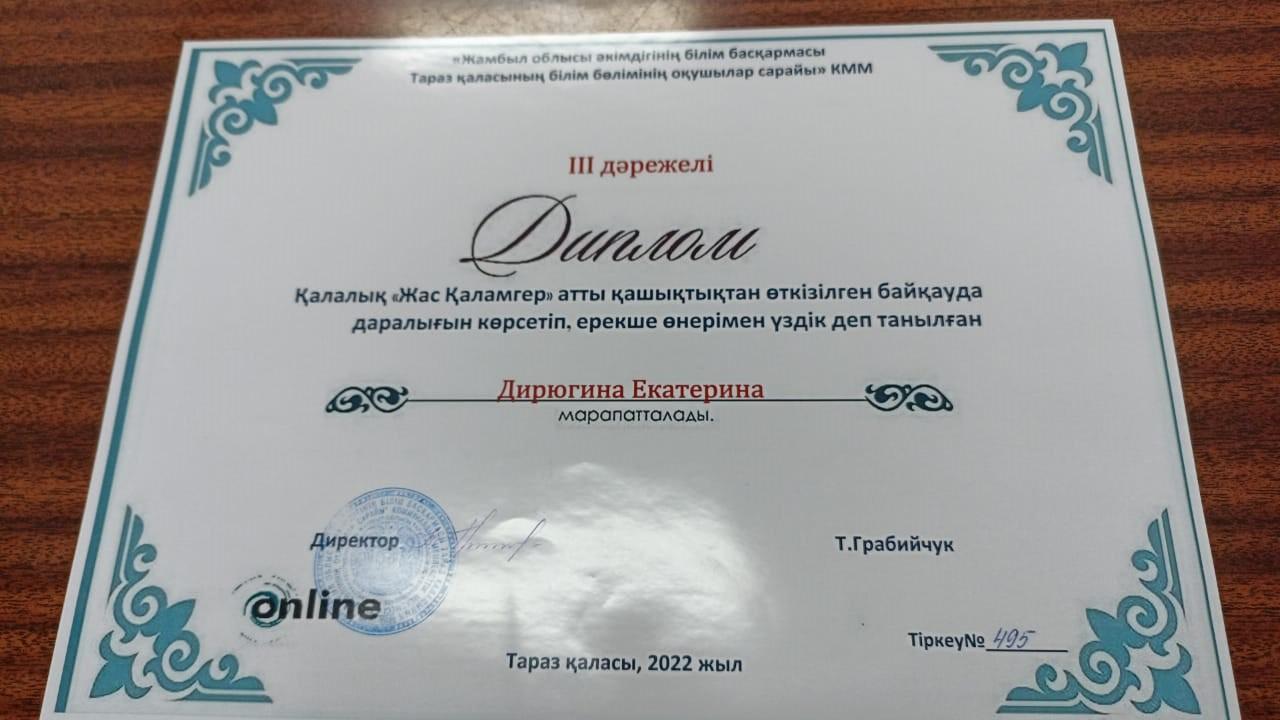 «Жамбыл облысы әкімдігінің білім басқармасы
Тараз қаласының білім бөлімінің оқушылар сарайы» КММ
III дәрежелі
Диплом
Қалалық «Жас Қаламгер» атты қашықтықтан өткізілген байқауда
даралығын көрсетіп, ерекше өнерімен үздік деп танылған
Дирюгина Екатерина
марапатталады.
Директор
Т.Грабийчук
online
Тіркеу№ 495
Тараз қаласы, 2022 жыл